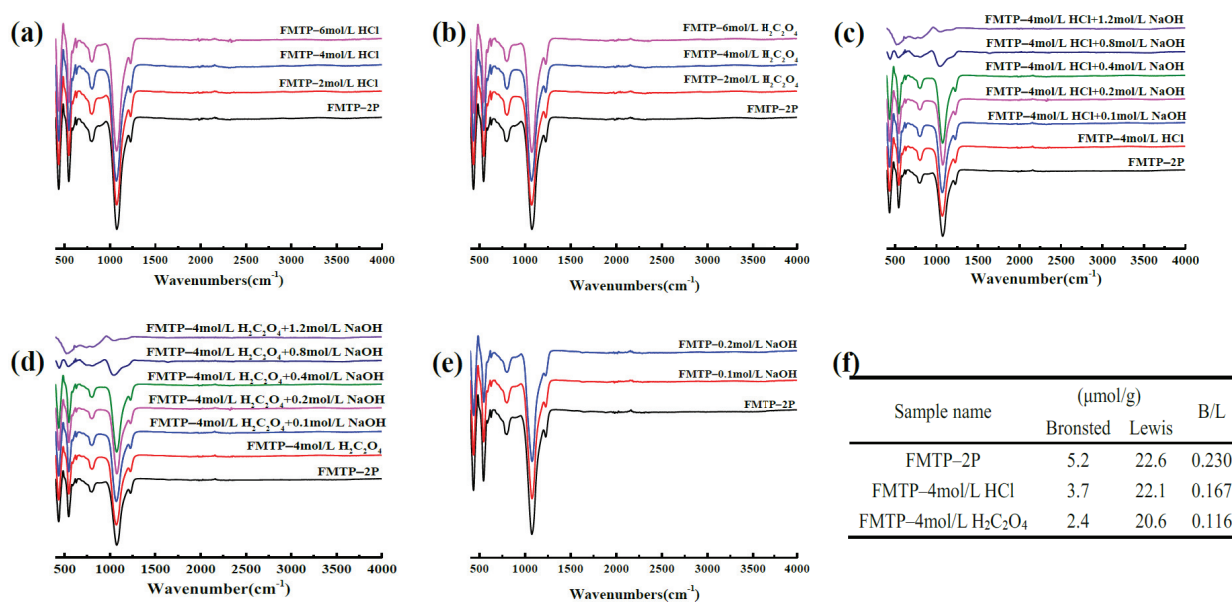 (a)
FMTP–6mol/L HCl
FMTP–4mol/L HCl
FMTP–2mol/L HCl
FMTP–2P
500 1000 1500 2000 2500 3000 3500 4000
Wavenumbers(cm⁻¹)
(b)
FMTP–6mol/L H₂C₂O₄
FMTP–4mol/L H₂C₂O₄
FMTP–2mol/L H₂C₂O₄
FMTP–2P
500 1000 1500 2000 2500 3000 3500 4000
Wavenumbers(cm⁻¹)
(c)
FMTP–4mol/L HCl+1.2mol/L NaOH
FMTP–4mol/L HCl+0.8mol/L NaOH
FMTP–4mol/L HCl+0.4mol/L NaOH
FMTP–4mol/L HCl+0.2mol/L NaOH
FMTP–4mol/L HCl+0.1mol/L NaOH
FMTP–4mol/L HCl
FMTP–2P
500 1000 1500 2000 2500 3000 3500 4000
Wavenumber(cm⁻¹)
(d)
FMTP–4mol/L H₂C₂O₄+1.2mol/L NaOH
FMTP–4mol/L H₂C₂O₄+0.8mol/L NaOH
FMTP–4mol/L H₂C₂O₄+0.4mol/L NaOH
FMTP–4mol/L H₂C₂O₄+0.2mol/L NaOH
FMTP–4mol/L H₂C₂O₄+0.1mol/L NaOH
FMTP–4mol/L H₂C₂O₄
FMTP–2P
500 1000 1500 2000 2500 3000 3500 4000
Wavenumber(cm⁻¹)
(e)
FMTP–0.2mol/L NaOH
FMTP–0.1mol/L NaOH
FMTP–2P
500 1000 1500 2000 2500 3000 3500 4000
Wavenumbers(cm⁻¹)
(f)
Sample name (μmol/g) B/L
Bronsted Lewis
FMTP–2P 5.2 22.6 0.230
FMTP–4mol/L HCl 3.7 22.1 0.167
FMTP–4mol/L H₂C₂O₄ 2.4 20.6 0.116